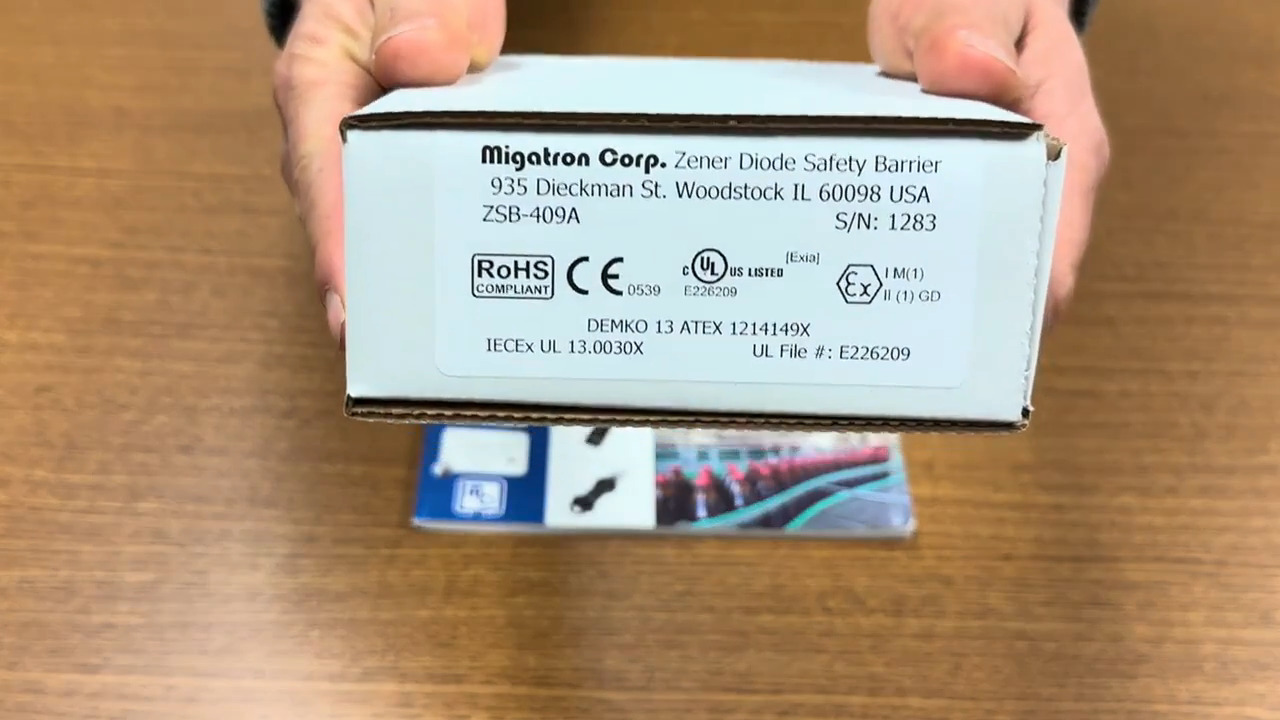 Migatron Corp. Zener Diode Safety Barrier
935 Dieckman St. Woodstock IL 60098 USA
ZSB-409A S/N: 1283
RoHS
COMPLIANT
CE 0539
c UL US LISTED [Exia]
E226209
Ex I M(1)
II (1) GD
DEMKO 13 ATEX 1214149X
IECEx UL 13.0030X UL File #: E226209